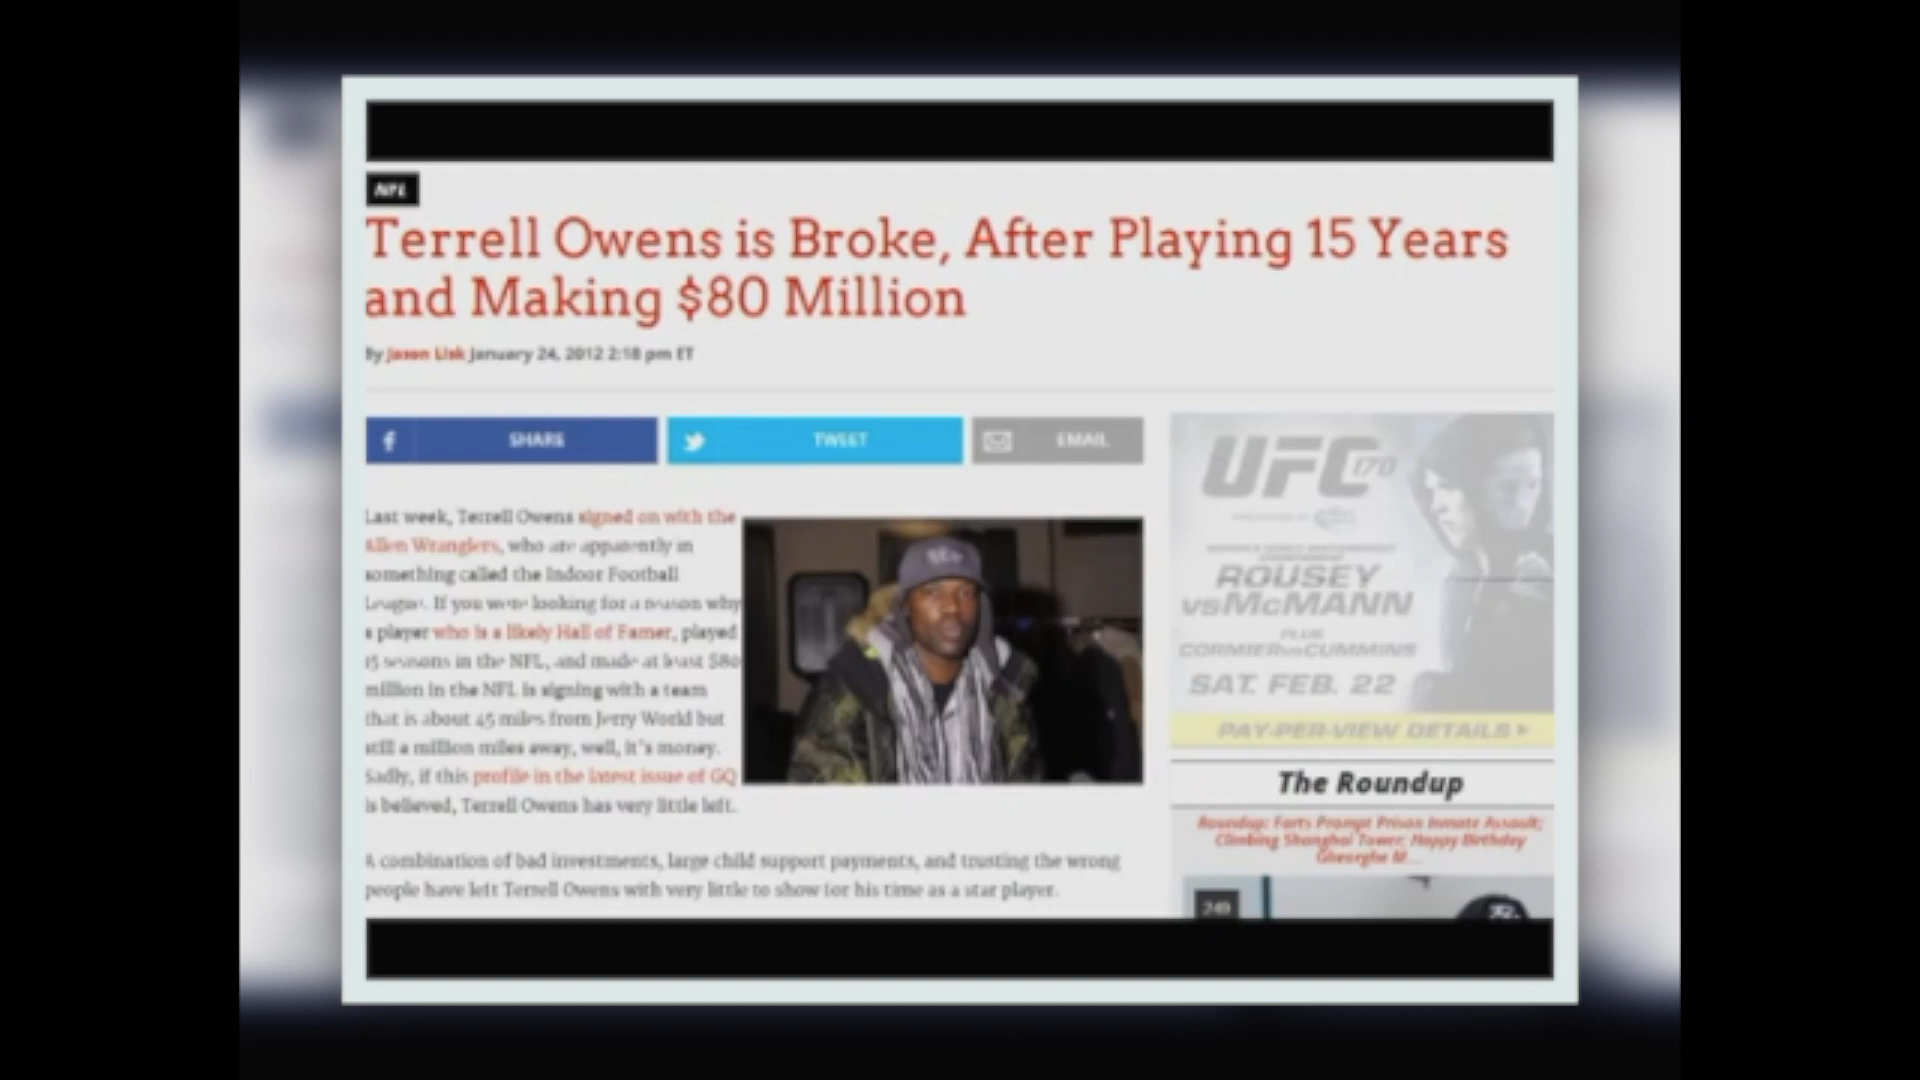 NFL
Terrell Owens is Broke, After Playing 15 Years
and Making $80 Million
By Jason Lisk January 24, 2012 2:18 pm ET
SHARE
TWEET
EMAIL
Last week, Terrell Owens signed on with the
Allen Wranglers, who are apparently in
something called the Indoor Football
League. If you were looking for a reason why
a player who is a likely Hall of Famer, played
15 seasons in the NFL, and made at least $80
million in the NFL is signing with a team
that is about 45 miles from Jerry World but
still a million miles away, well, it's money.
Sadly, if this profile in the latest issue of GQ
is believed, Terrell Owens has very little left.
A combination of bad investments, large child support payments, and trusting the wrong
people have left Terrell Owens with very little to show for his time as a star player.
UFC 170
ROUSEY
vs McMANN
PLUS
CORMIER vs CUMMINS
SAT. FEB. 22
PAY-PER-VIEW DETAILS
The Roundup
Roundup: Farts Prompt Prison Inmate Assault;
Climbing Shanghai Tower; Happy Birthday
Gheorghe M...
249